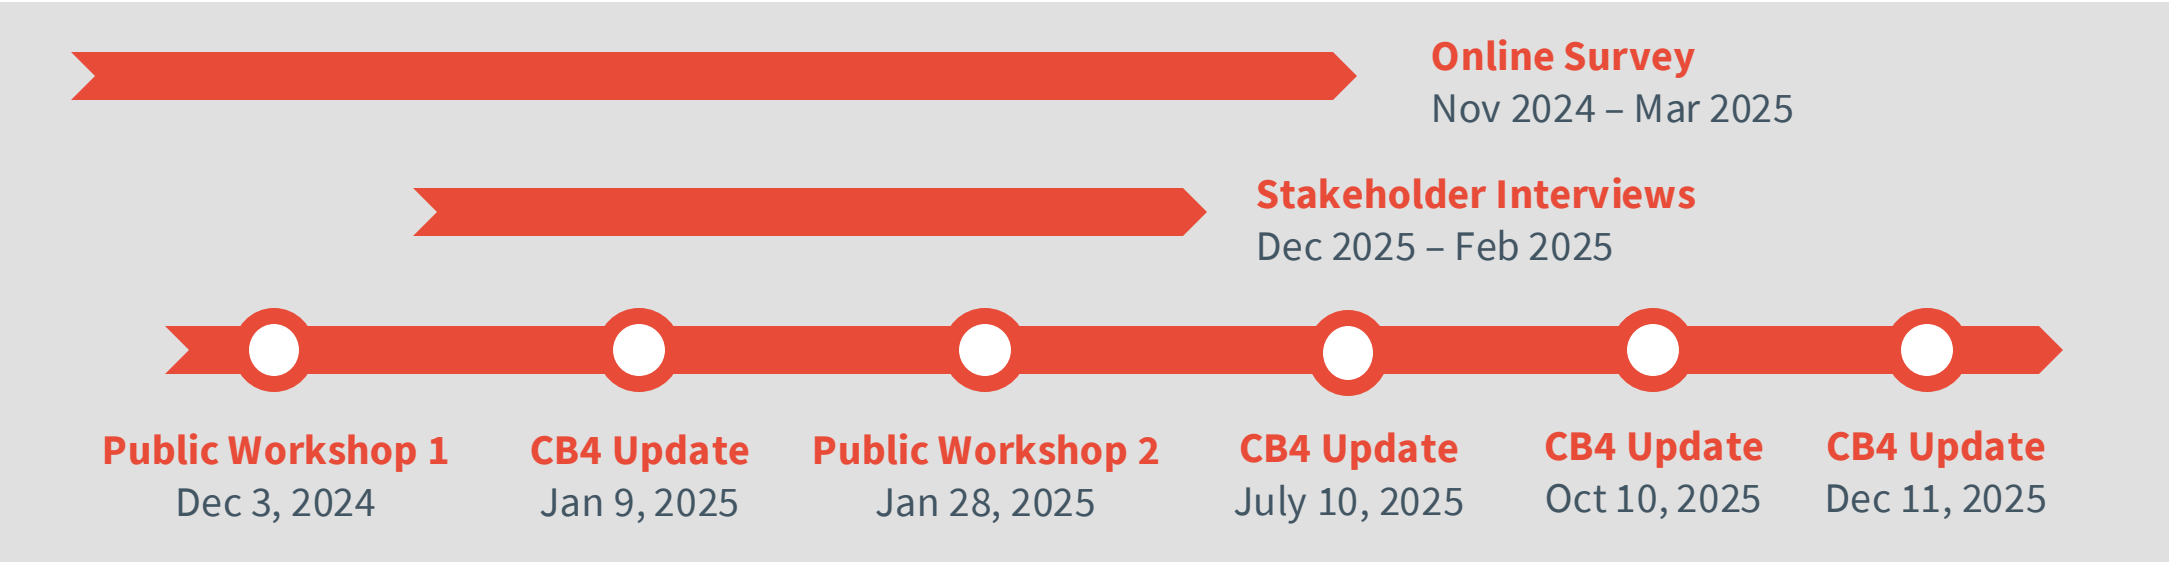 Online Survey
Nov 2024 – Mar 2025
Stakeholder Interviews
Dec 2025 – Feb 2025
Public Workshop 1
Dec 3, 2024
CB4 Update
Jan 9, 2025
Public Workshop 2
Jan 28, 2025
CB4 Update
July 10, 2025
CB4 Update
Oct 10, 2025
CB4 Update
Dec 11, 2025